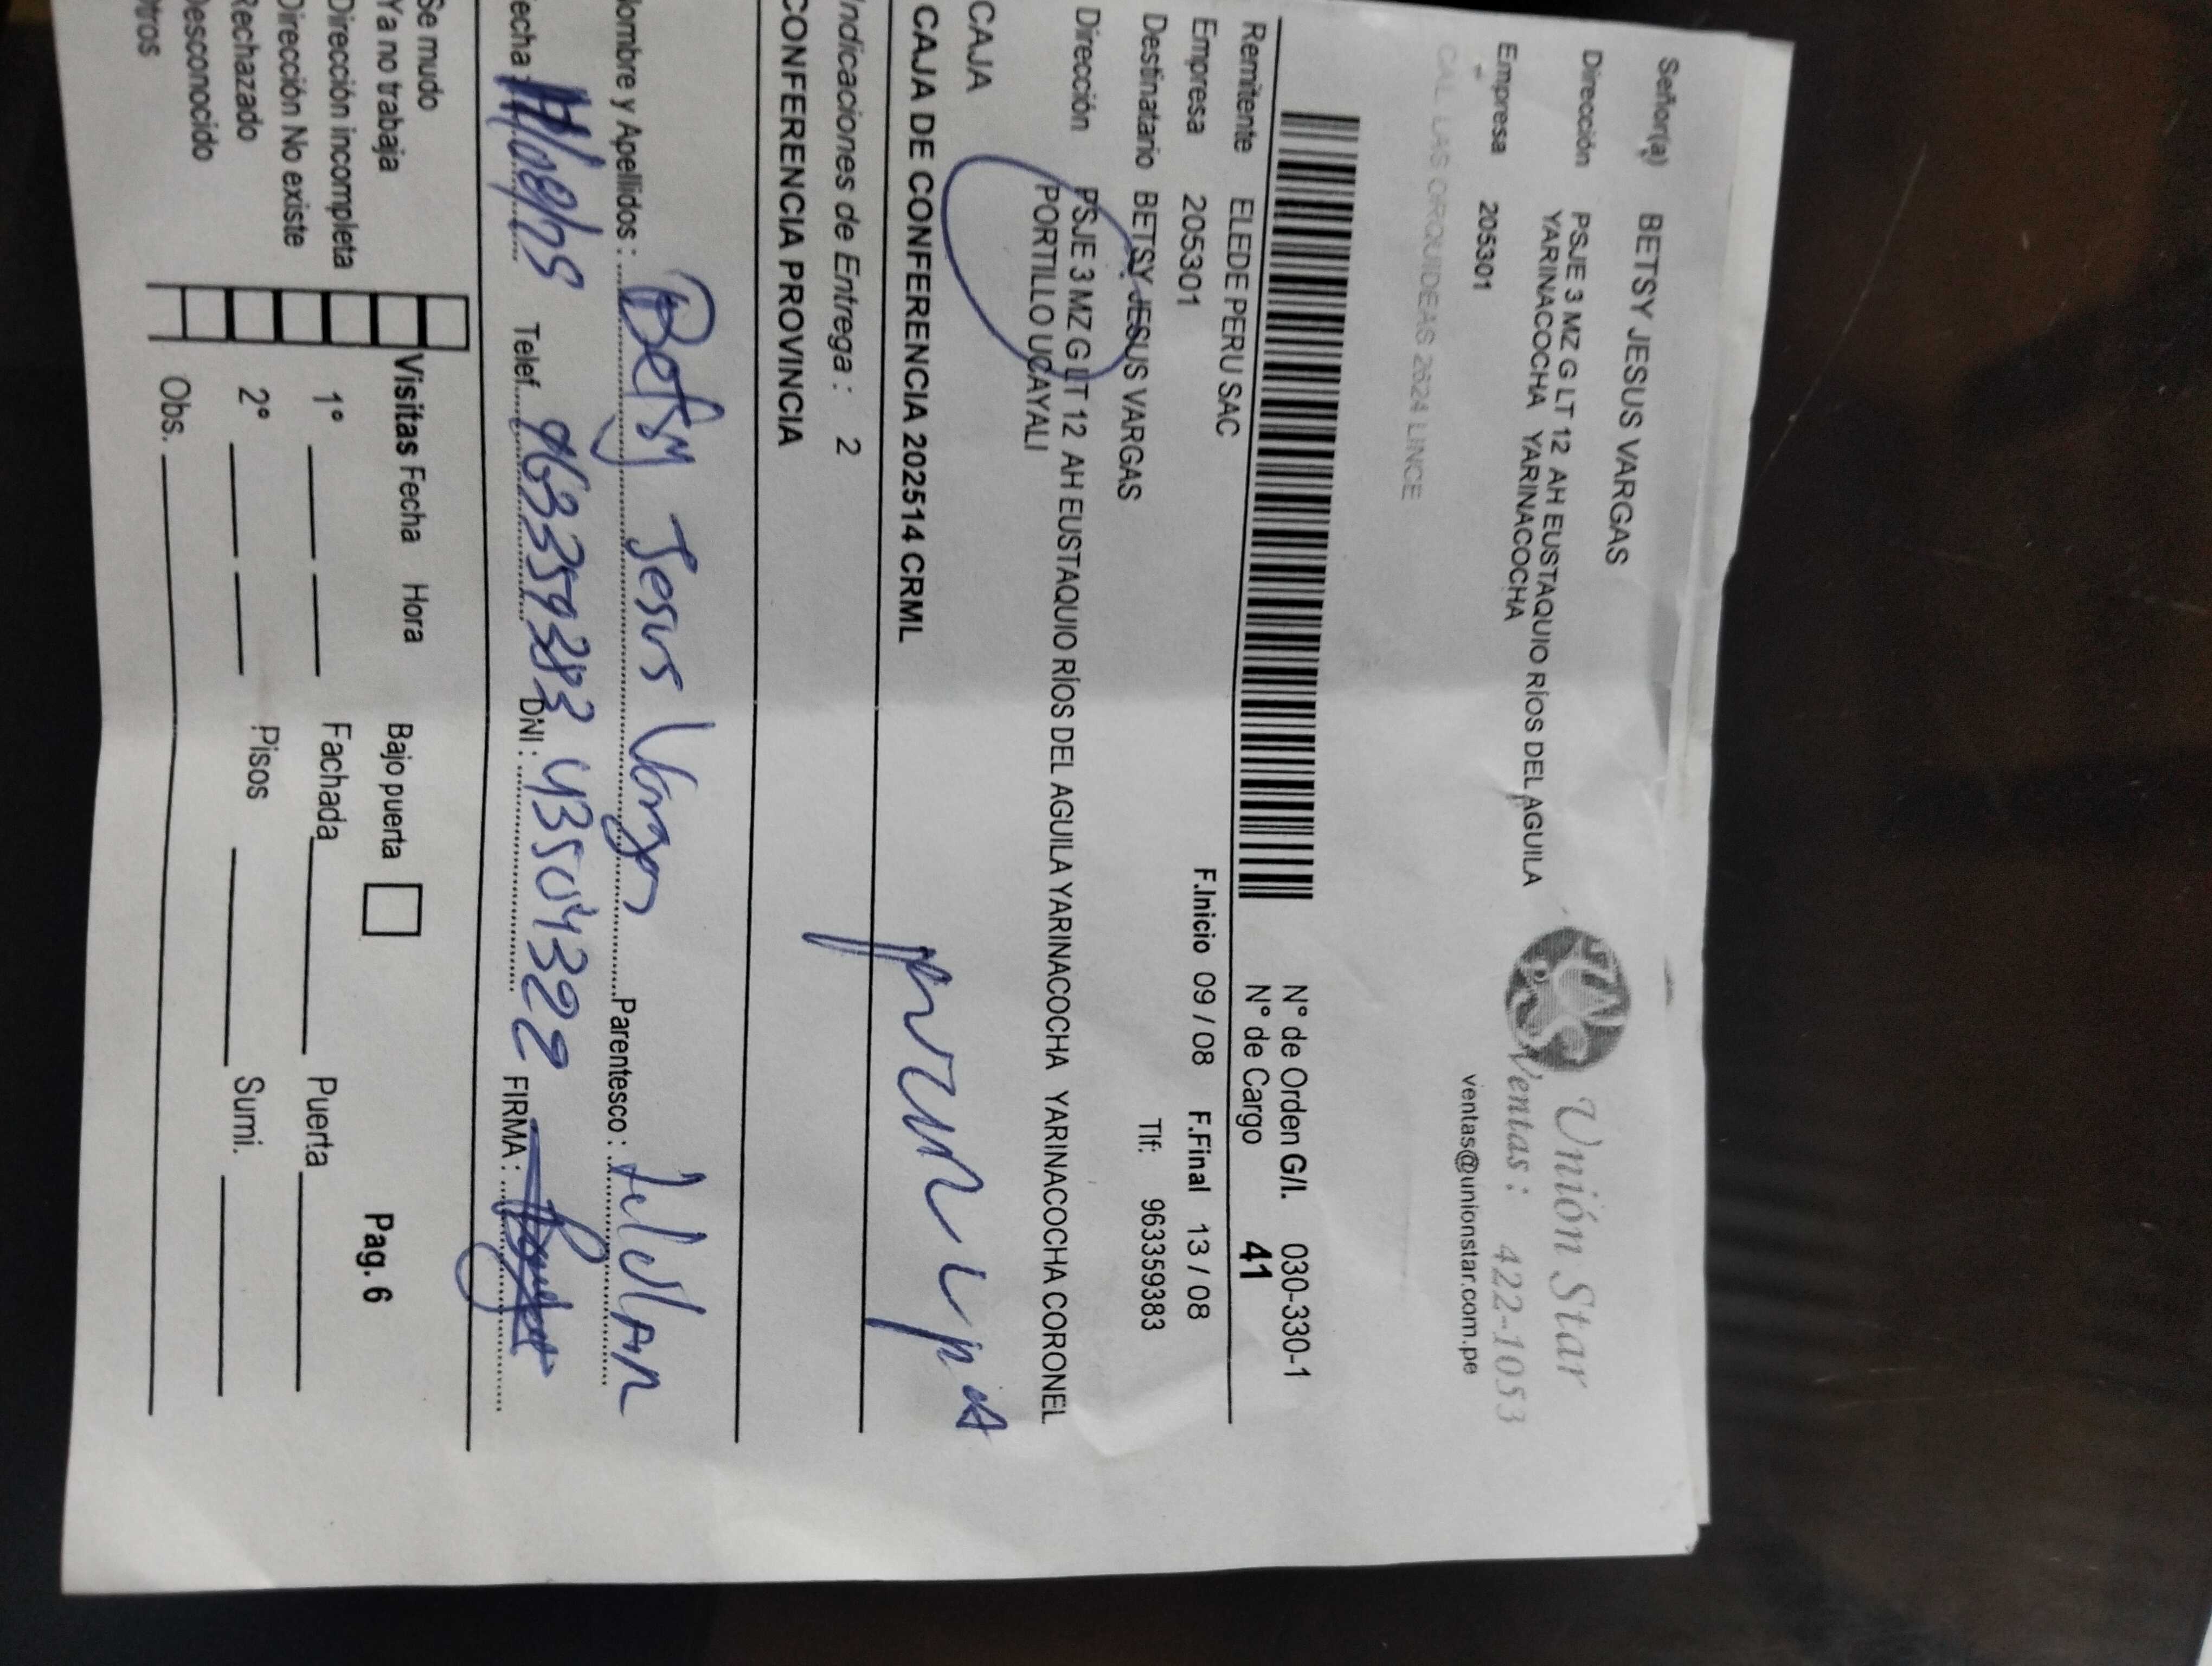 Señor(a) BETSY JESUS VARGAS
Dirección PSJE 3 MZ G LT 12 AH EUSTAQUIO RÍOS DEL AGUILA
YARINACOCHA YARINACOCHA
Empresa 205301
CAL LAS ORQUIDEAS 2624 LINCE
Unión Star
Ventas : 422-1053
ventas@unionstar.com.pe
N° de Orden G/I. 030-330-1
N° de Cargo 41
Remitente ELEDE PERU SAC
Empresa 205301 F.Inicio 09 / 08 F.Final 13 / 08
Destinatario BETSY JESUS VARGAS Tlf: 963359383
Dirección PSJE 3 MZ G LT 12 AH EUSTAQUIO RÍOS DEL AGUILA YARINACOCHA YARINACOCHA CORONEL
PORTILLO UCAYALI
CAJA
CAJA DE CONFERENCIA 202514 CRML
Indicaciones de Entrega : 2
CONFERENCIA PROVINCIA
ombre y Apellidos : Betsy Jesus Vargas Parentesco : titular
echa Telef. 963359383 DNI : 43504322 FIRMA :
Se mudo
Ya no trabaja
Dirección incompleta
Dirección No existe
Rechazado
Desconocido
Otros
Visitas Fecha Hora Bajo puerta Pag. 6
1° Fachada Puerta
2° Pisos Sumi.
Obs.